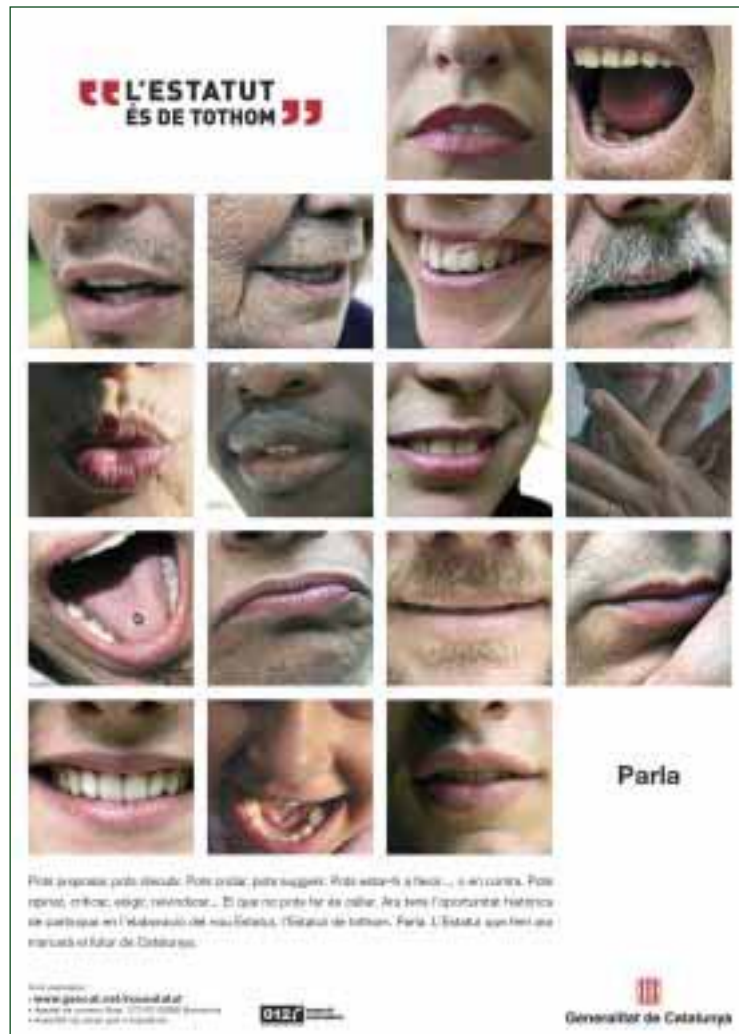 L'ESTATUT
ÉS DE TOTHOM
Parla
Pots proposar, pots discutir. Pots cridar, pots suggerir. Pots estar-hi a favor... o en contra. Pots
opinar, criticar, exigir, reivindicar... El que no pots fer és callar. Ara tens l'oportunitat històrica
de participar en l'elaboració del nou Estatut, l'Estatut de tothom. Parla. L'Estatut que fem ara
marcarà el futur de Catalunya.
www.gencat.net/nouestatut
012
Generalitat de Catalunya